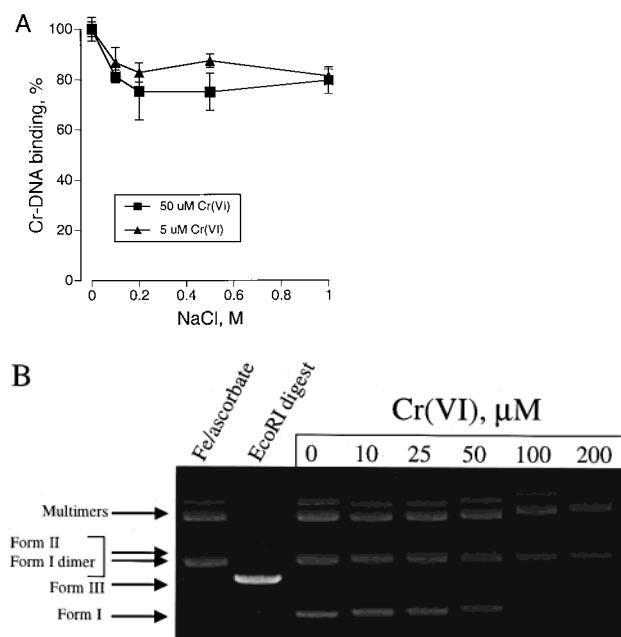 A
100
80
60
40
20
0
Cr-DNA binding, %
50 uM Cr(Vi)
5 uM Cr(VI)
0 0.2 0.4 0.6 0.8 1
NaCl, M
B
Fe/ascorbate
EcoRI digest
Cr(VI), μM
0 10 25 50 100 200
Multimers
Form II
Form I dimer
Form III
Form I